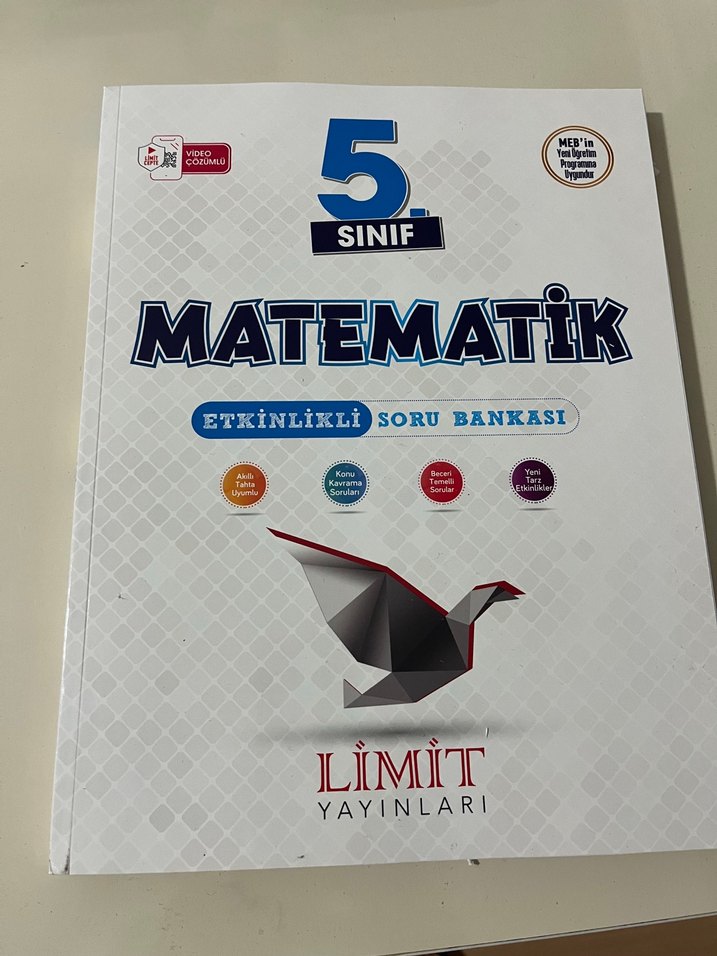 LİMİT
CEPTE
VİDEO
ÇÖZÜMLÜ
5.
SINIF
MEB'in
Yeni Öğretim
Programına
Uygundur
MATEMATİK
ETKİNLİKLİ SORU BANKASI
Akıllı
Tahta
Uyumlu
Konu
Kavrama
Soruları
Beceri
Temelli
Sorular
Yeni
Tarz
Etkinlikler
LİMİT
YAYINLARI